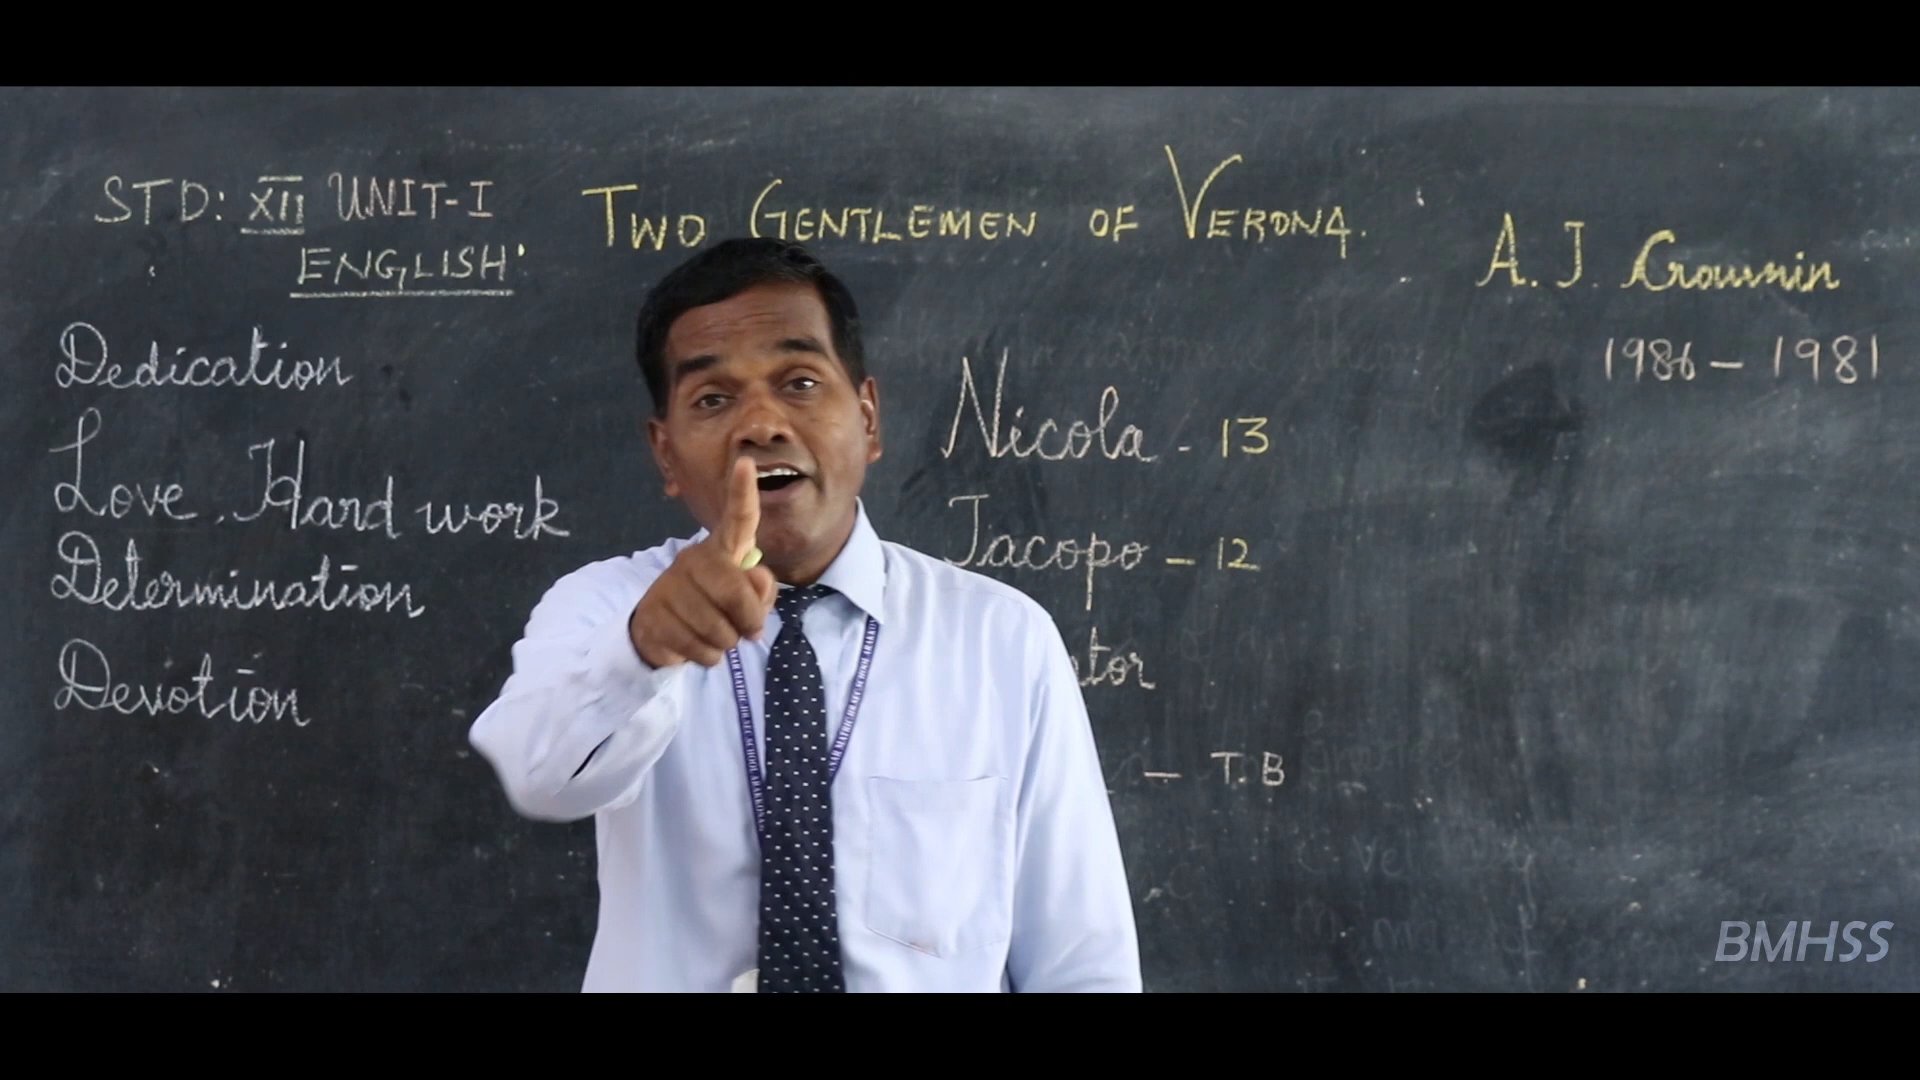 STD: XII UNIT-I TWO GENTLEMEN OF VERONA.
ENGLISH
A. J. Crownin
1986 – 1981
Dedication
Love, Hard work
Determination
Devotion
Nicola - 13
Jacopo – 12
– T.B
BMHSS